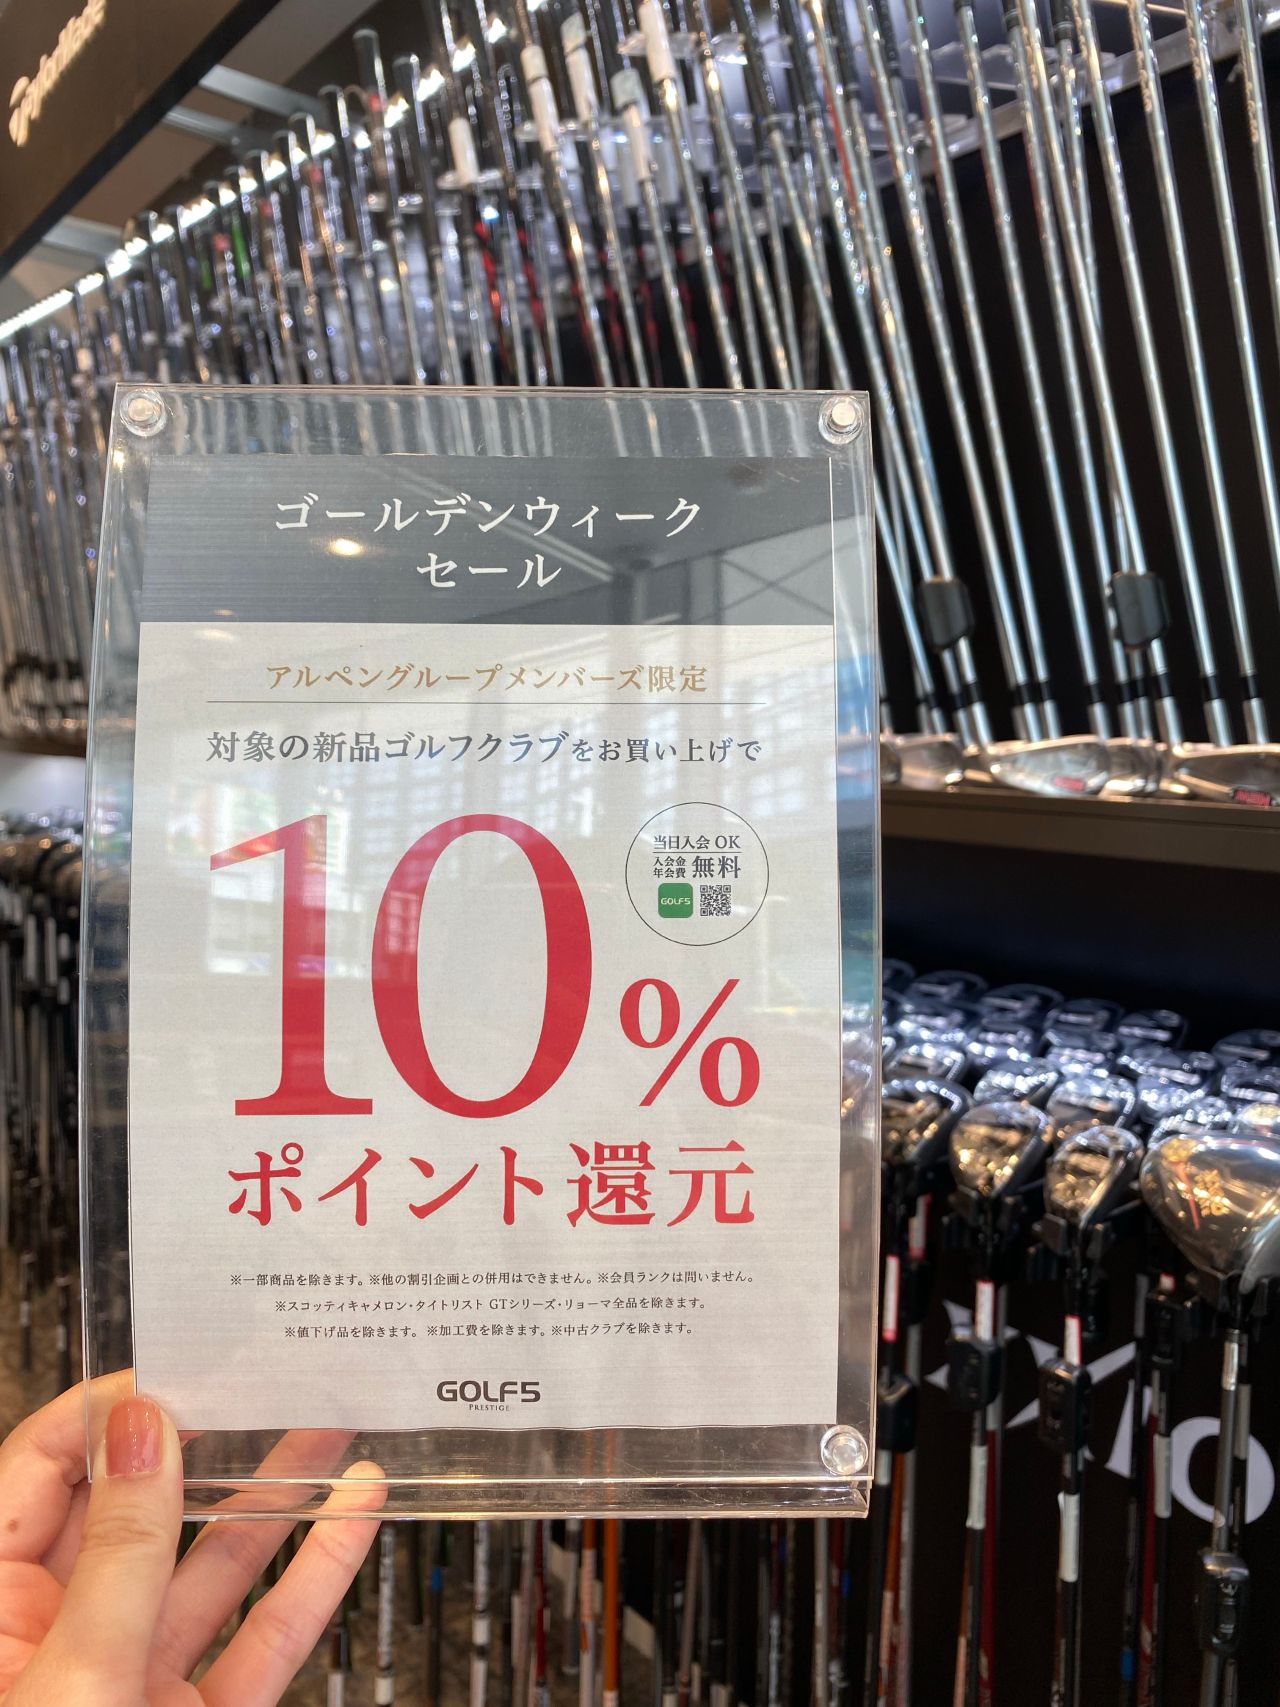 TaylorMade
ゴールデンウィーク
セール
アルペングループメンバーズ限定
対象の新品ゴルフクラブをお買い上げで
10%
当日入会 OK
入会金
年会費 無料
GOLF5
ポイント還元
※一部商品を除きます。※他の割引企画との併用はできません。※会員ランクは問いません。
※スコッティキャメロン・タイトリスト GTシリーズ・リョーマ全品を除きます。
※値下げ品を除きます。 ※加工費を除きます。※中古クラブを除きます。
GOLF5
PRESTIGE